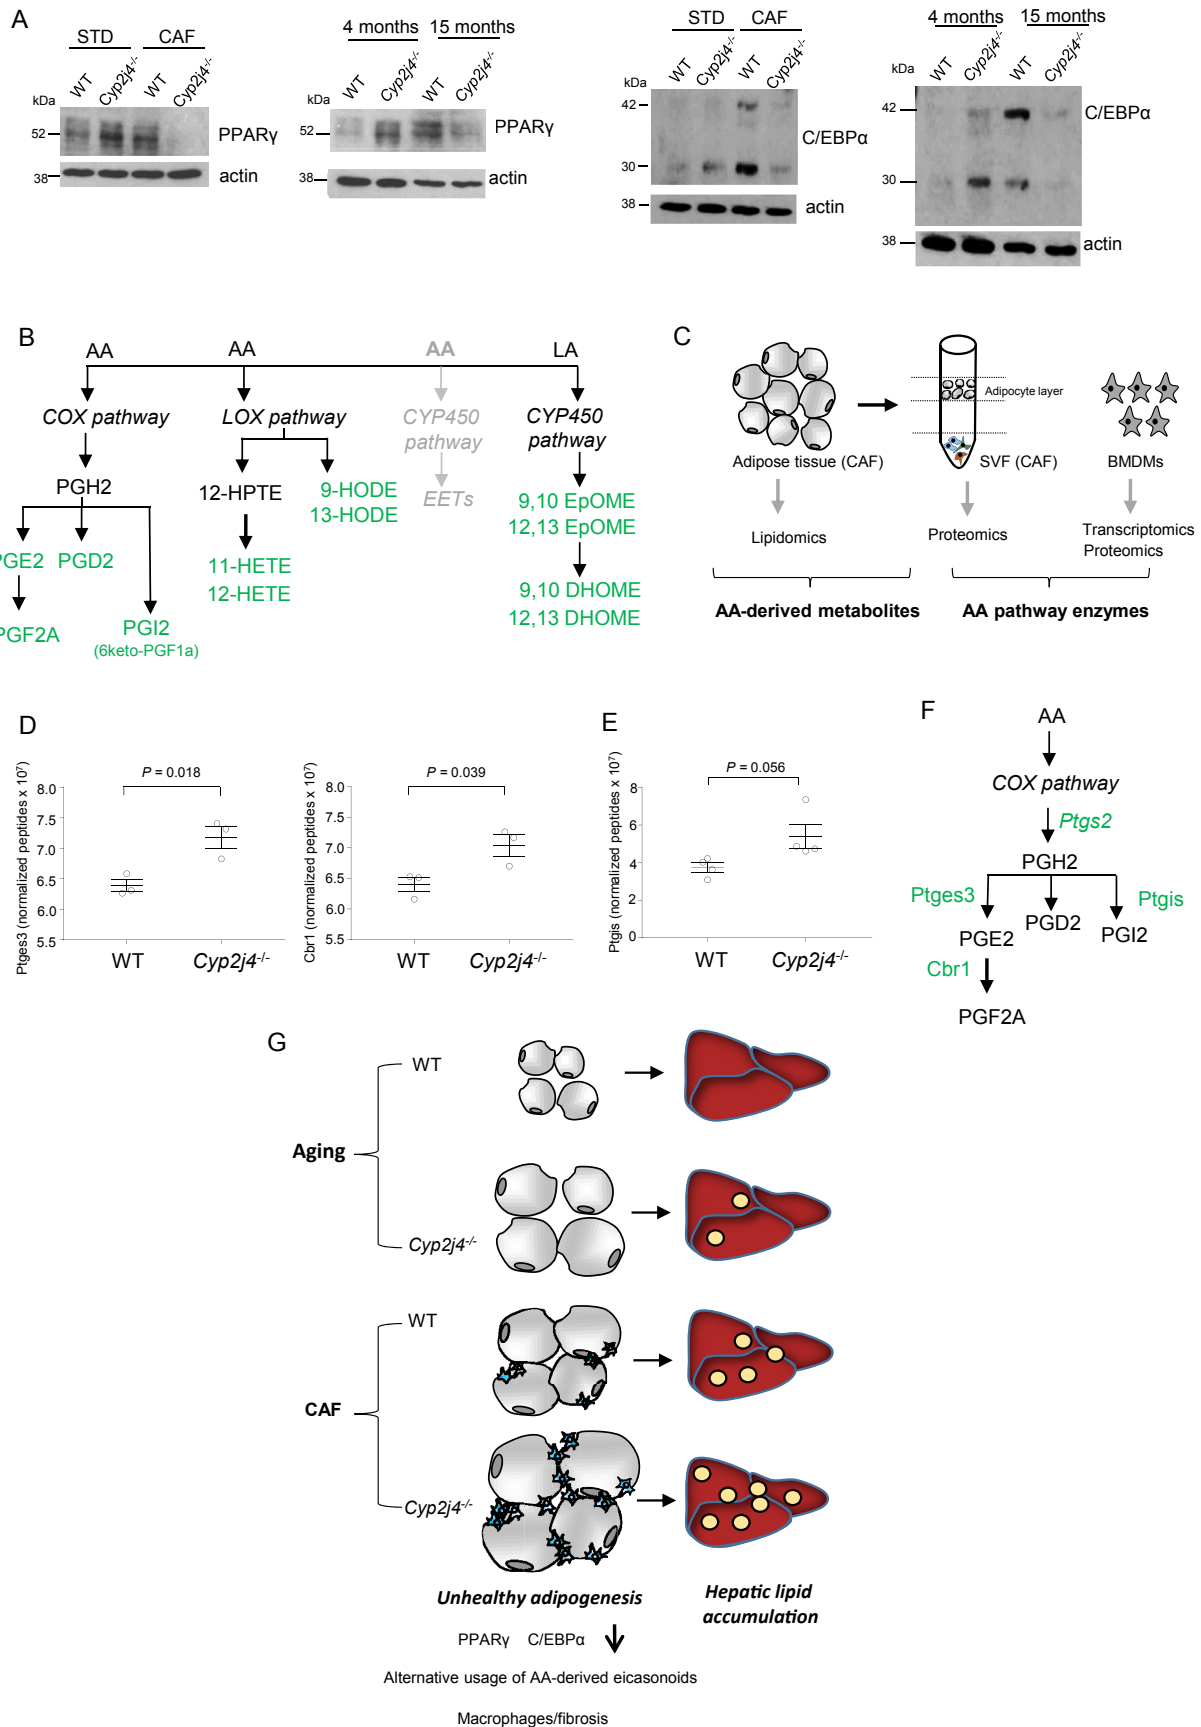 A
STD CAF
WT Cyp2j4-/- WT Cyp2j4-/-
kDa
52
PPARγ
38
actin
4 months 15 months
WT Cyp2j4-/- WT Cyp2j4-/-
kDa
52
PPARγ
38
actin
STD CAF
WT Cyp2j4-/- WT Cyp2j4-/-
kDa
42
C/EBPα
30
38
actin
4 months 15 months
WT Cyp2j4-/- WT Cyp2j4-/-
kDa
42
C/EBPα
30
38
actin
B
AA AA AA LA
COX pathway LOX pathway CYP450 pathway CYP450 pathway
PGH2 12-HPTE 9-HODE EETs 9,10 EpOME
13-HODE 12,13 EpOME
PGE2 PGD2 11-HETE 9,10 DHOME
12-HETE 12,13 DHOME
PGF2A PGI2
(6keto-PGF1a)
C
Adipocyte layer
Adipose tissue (CAF) SVF (CAF) BMDMs
Lipidomics Proteomics Transcriptomics
Proteomics
AA-derived metabolites AA pathway enzymes
D
Ptges3 (normalized peptides x 10⁷)
P = 0.018
8.0
7.5
7.0
6.5
6.0
5.5
WT Cyp2j4-/-
Cbr1 (normalized peptides x 10⁷)
P = 0.039
8.0
7.5
7.0
6.5
6.0
5.5
WT Cyp2j4-/-
E
Ptgis (normalized peptides x 10⁷)
P = 0.056
8
6
4
2
0
WT Cyp2j4-/-
F
AA
COX pathway
Ptgs2
PGH2
Ptges3 Ptgis
PGE2 PGD2 PGI2
Cbr1
PGF2A
G
WT
Aging
Cyp2j4-/-
WT
CAF
Cyp2j4-/-
Unhealthy adipogenesis
Hepatic lipid
accumulation
PPARγ C/EBPα
Alternative usage of AA-derived eicasonoids
Macrophages/fibrosis